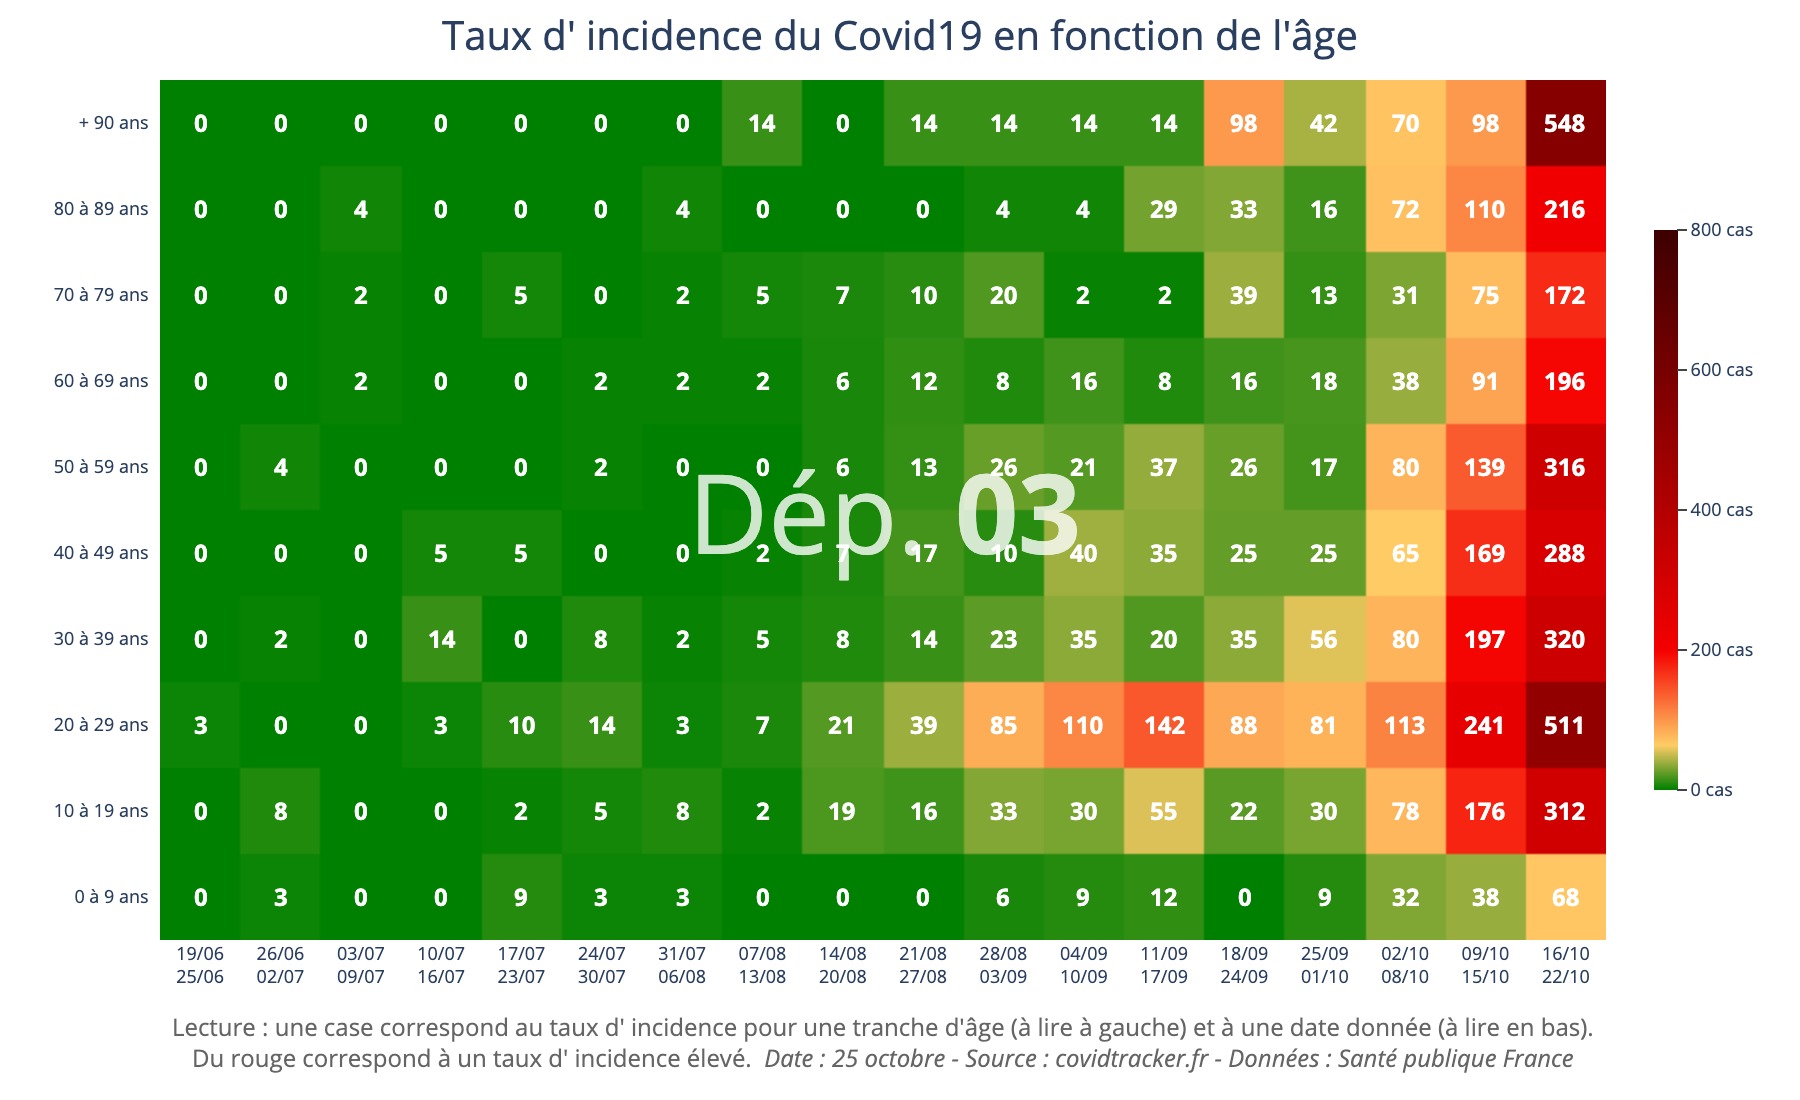 Taux d' incidence du Covid19 en fonction de l'âge
+ 90 ans 0 0 0 0 0 0 0 14 0 14 14 14 14 98 42 70 98 548
80 à 89 ans 0 0 4 0 0 0 4 0 0 0 4 4 29 33 16 72 110 216
800 cas
70 à 79 ans 0 0 2 0 5 0 2 5 7 10 20 2 2 39 13 31 75 172
600 cas
60 à 69 ans 0 0 2 0 0 2 2 2 6 12 8 16 8 16 18 38 91 196
50 à 59 ans 0 4 0 0 0 2 0 0 6 13 26 21 37 26 17 80 139 316
Dép. 03
400 cas
40 à 49 ans 0 0 0 5 5 0 0 2 7 17 10 40 35 25 25 65 169 288
30 à 39 ans 0 2 0 14 0 8 2 5 8 14 23 35 20 35 56 80 197 320
200 cas
20 à 29 ans 3 0 0 3 10 14 3 7 21 39 85 110 142 88 81 113 241 511
0 cas
10 à 19 ans 0 8 0 0 2 5 8 2 19 16 33 30 55 22 30 78 176 312
0 à 9 ans 0 3 0 0 9 3 3 0 0 0 6 9 12 0 9 32 38 68
19/06 26/06 03/07 10/07 17/07 24/07 31/07 07/08 14/08 21/08 28/08 04/09 11/09 18/09 25/09 02/10 09/10 16/10
25/06 02/07 09/07 16/07 23/07 30/07 06/08 13/08 20/08 27/08 03/09 10/09 17/09 24/09 01/10 08/10 15/10 22/10
Lecture : une case correspond au taux d' incidence pour une tranche d'âge (à lire à gauche) et à une date donnée (à lire en bas).
Du rouge correspond à un taux d' incidence élevé. Date : 25 octobre - Source : covidtracker.fr - Données : Santé publique France